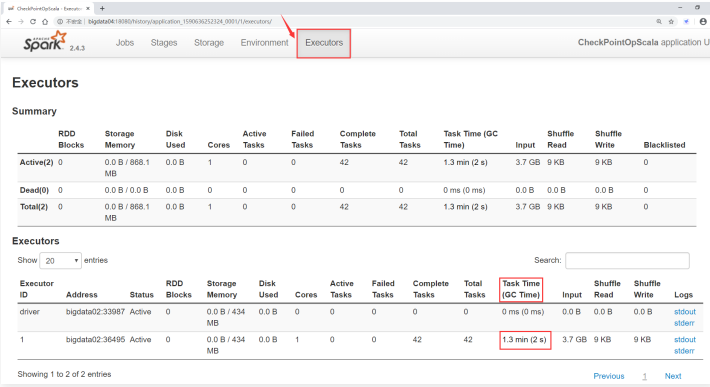 CheckPointOpScala - Executor
不安全 | bigdata04:18080/history/application_1590636252324_0001/1/executors/
APACHE Spark 2.4.3 Jobs Stages Storage Environment Executors CheckPointOpScala application U
Executors
Summary
RDD Blocks Storage Memory Disk Used Cores Active Tasks Failed Tasks Complete Tasks Total Tasks Task Time (GC Time) Input Shuffle Read Shuffle Write Blacklisted
Active(2) 0 0.0 B / 868.1 MB 0.0 B 1 0 0 42 42 1.3 min (2 s) 3.7 GB 9 KB 9 KB 0
Dead(0) 0 0.0 B / 0.0 B 0.0 B 0 0 0 0 0 0 ms (0 ms) 0.0 B 0.0 B 0.0 B 0
Total(2) 0 0.0 B / 868.1 MB 0.0 B 1 0 0 42 42 1.3 min (2 s) 3.7 GB 9 KB 9 KB 0
Executors
Show 20 entries Search:
Executor ID Address Status RDD Blocks Storage Memory Disk Used Cores Active Tasks Failed Tasks Complete Tasks Total Tasks Task Time (GC Time) Input Shuffle Read Shuffle Write Logs
driver bigdata02:33987 Active 0 0.0 B / 434 MB 0.0 B 0 0 0 0 0 0 ms (0 ms) 0.0 B 0.0 B 0.0 B stdout stderr
1 bigdata02:36495 Active 0 0.0 B / 434 MB 0.0 B 1 0 0 42 42 1.3 min (2 s) 3.7 GB 9 KB 9 KB stdout stderr
Showing 1 to 2 of 2 entries
Previous 1 Next